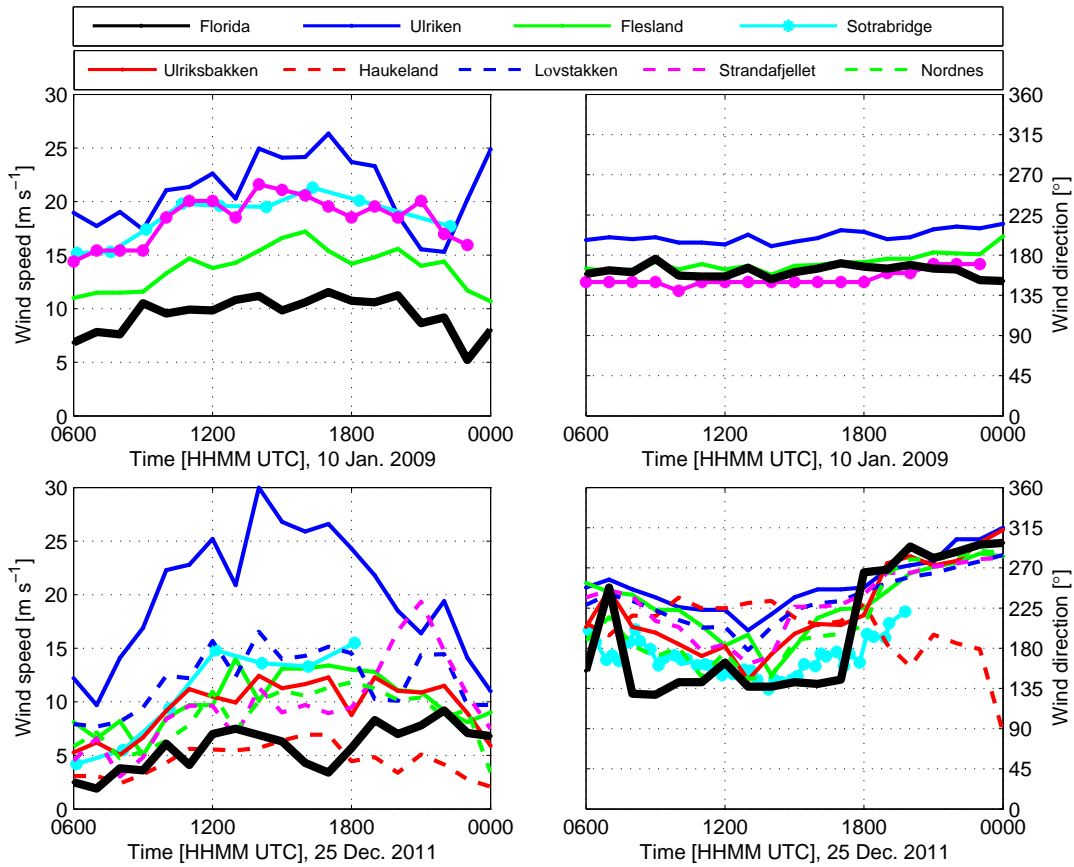 Florida Ulriken Flesland Sotrabridge
Ulriksbakken Haukeland Lovstakken Strandafjellet Nordnes
30
25
20
15
10
5
0
Wind speed [m s⁻¹]
0600 1200 1800 0000
Time [HHMM UTC], 10 Jan. 2009
360
315
270
225
180
135
90
45
0
Wind direction [°]
0600 1200 1800 0000
Time [HHMM UTC], 10 Jan. 2009
30
25
20
15
10
5
0
Wind speed [m s⁻¹]
0600 1200 1800 0000
Time [HHMM UTC], 25 Dec. 2011
360
315
270
225
180
135
90
45
0
Wind direction [°]
0600 1200 1800 0000
Time [HHMM UTC], 25 Dec. 2011